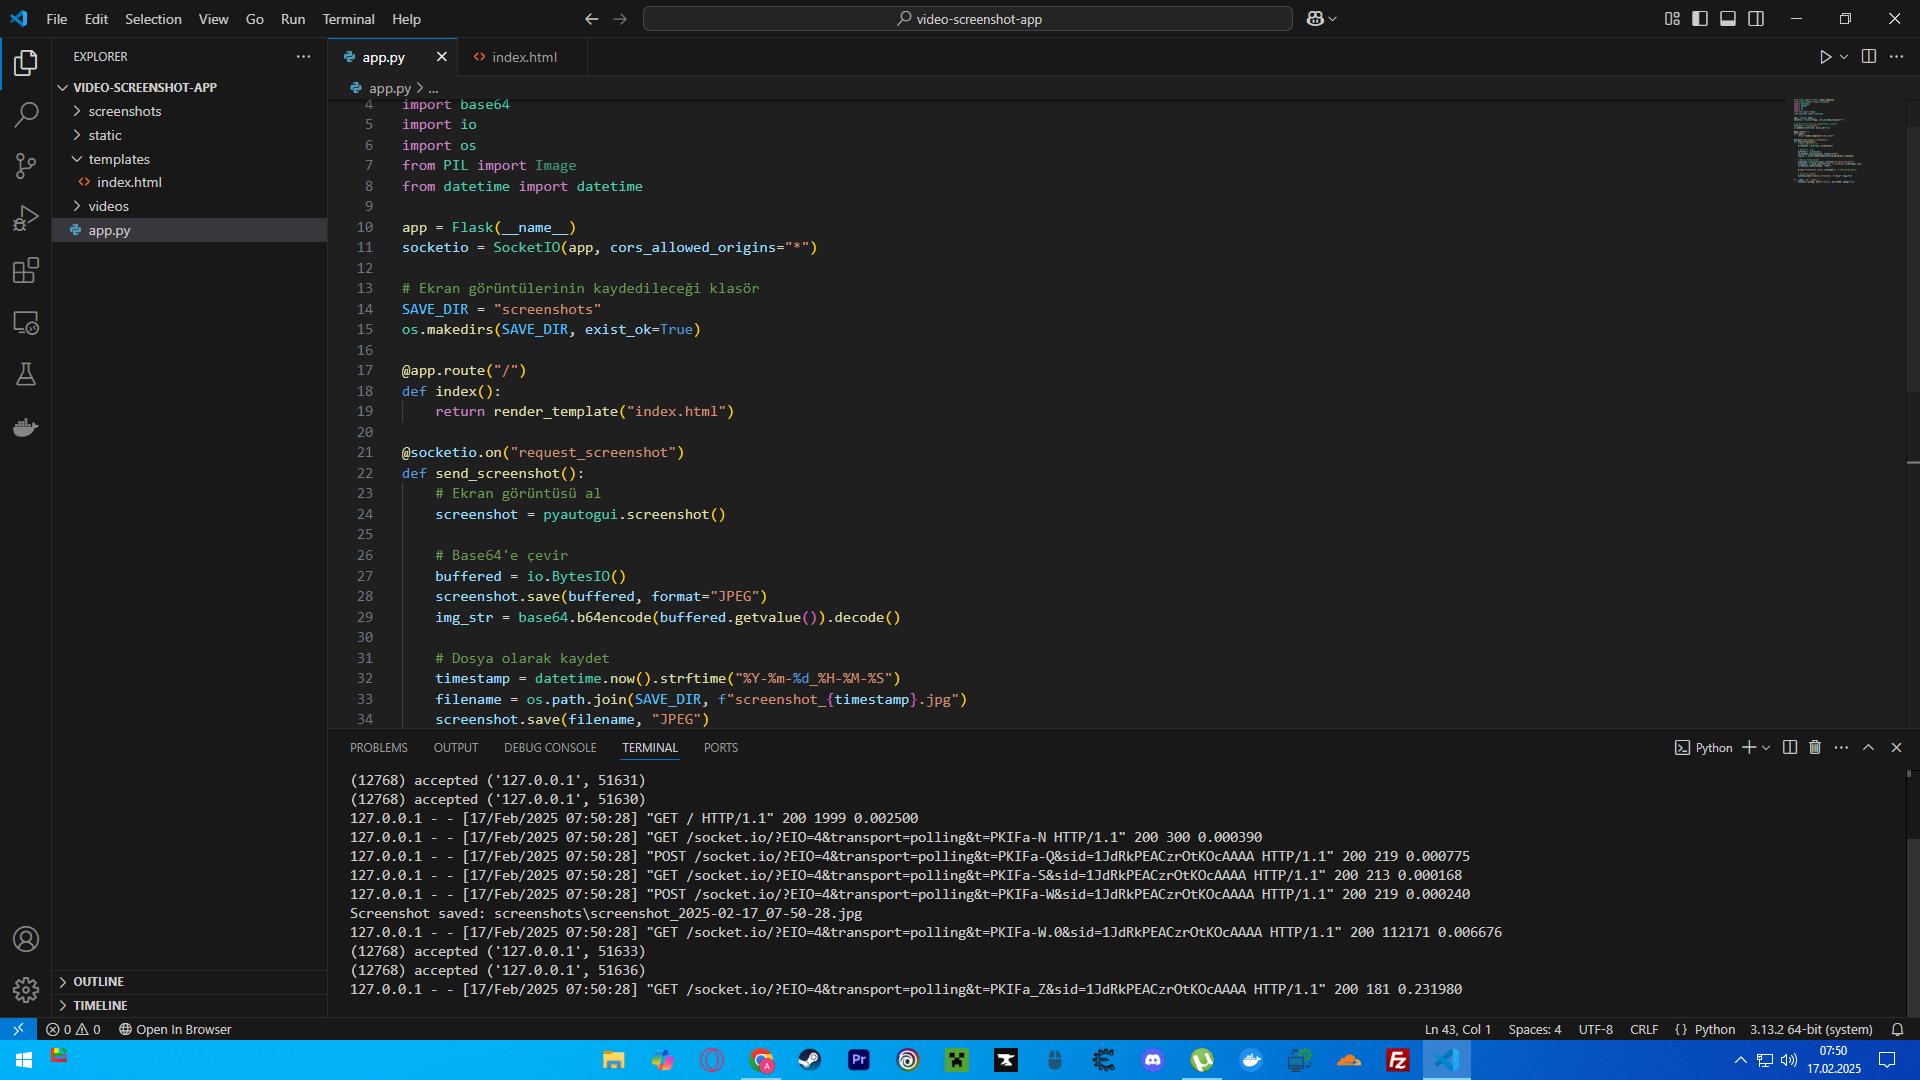 File Edit Selection View Go Run Terminal Help
video-screenshot-app
EXPLORER
VIDEO-SCREENSHOT-APP
screenshots
static
templates
index.html
videos
app.py
OUTLINE
TIMELINE
app.py index.html
app.py > ...
4 import base64
5 import io
6 import os
7 from PIL import Image
8 from datetime import datetime
9
10 app = Flask(__name__)
11 socketio = SocketIO(app, cors_allowed_origins="*")
12
13 # Ekran görüntülerinin kaydedileceği klasör
14 SAVE_DIR = "screenshots"
15 os.makedirs(SAVE_DIR, exist_ok=True)
16
17 @app.route("/")
18 def index():
19     return render_template("index.html")
20
21 @socketio.on("request_screenshot")
22 def send_screenshot():
23     # Ekran görüntüsü al
24     screenshot = pyautogui.screenshot()
25
26     # Base64'e çevir
27     buffered = io.BytesIO()
28     screenshot.save(buffered, format="JPEG")
29     img_str = base64.b64encode(buffered.getvalue()).decode()
30
31     # Dosya olarak kaydet
32     timestamp = datetime.now().strftime("%Y-%m-%d_%H-%M-%S")
33     filename = os.path.join(SAVE_DIR, f"screenshot_{timestamp}.jpg")
34     screenshot.save(filename, "JPEG")
PROBLEMS OUTPUT DEBUG CONSOLE TERMINAL PORTS
Python
(12768) accepted ('127.0.0.1', 51631)
(12768) accepted ('127.0.0.1', 51630)
127.0.0.1 - - [17/Feb/2025 07:50:28] "GET / HTTP/1.1" 200 1999 0.002500
127.0.0.1 - - [17/Feb/2025 07:50:28] "GET /socket.io/?EIO=4&transport=polling&t=PKIFa-N HTTP/1.1" 200 300 0.000390
127.0.0.1 - - [17/Feb/2025 07:50:28] "POST /socket.io/?EIO=4&transport=polling&t=PKIFa-Q&sid=1JdRkPEACzrOtKOcAAAA HTTP/1.1" 200 219 0.000775
127.0.0.1 - - [17/Feb/2025 07:50:28] "GET /socket.io/?EIO=4&transport=polling&t=PKIFa-S&sid=1JdRkPEACzrOtKOcAAAA HTTP/1.1" 200 213 0.000168
127.0.0.1 - - [17/Feb/2025 07:50:28] "POST /socket.io/?EIO=4&transport=polling&t=PKIFa-W&sid=1JdRkPEACzrOtKOcAAAA HTTP/1.1" 200 219 0.000240
Screenshot saved: screenshots\screenshot_2025-02-17_07-50-28.jpg
127.0.0.1 - - [17/Feb/2025 07:50:28] "GET /socket.io/?EIO=4&transport=polling&t=PKIFa-W.0&sid=1JdRkPEACzrOtKOcAAAA HTTP/1.1" 200 112171 0.006676
(12768) accepted ('127.0.0.1', 51633)
(12768) accepted ('127.0.0.1', 51636)
127.0.0.1 - - [17/Feb/2025 07:50:28] "GET /socket.io/?EIO=4&transport=polling&t=PKIFa_Z&sid=1JdRkPEACzrOtKOcAAAA HTTP/1.1" 200 181 0.231980
0 0 Open In Browser
Ln 43, Col 1 Spaces: 4 UTF-8 CRLF {} Python 3.13.2 64-bit (system)
A Pr Fz
07:50
17.02.2025